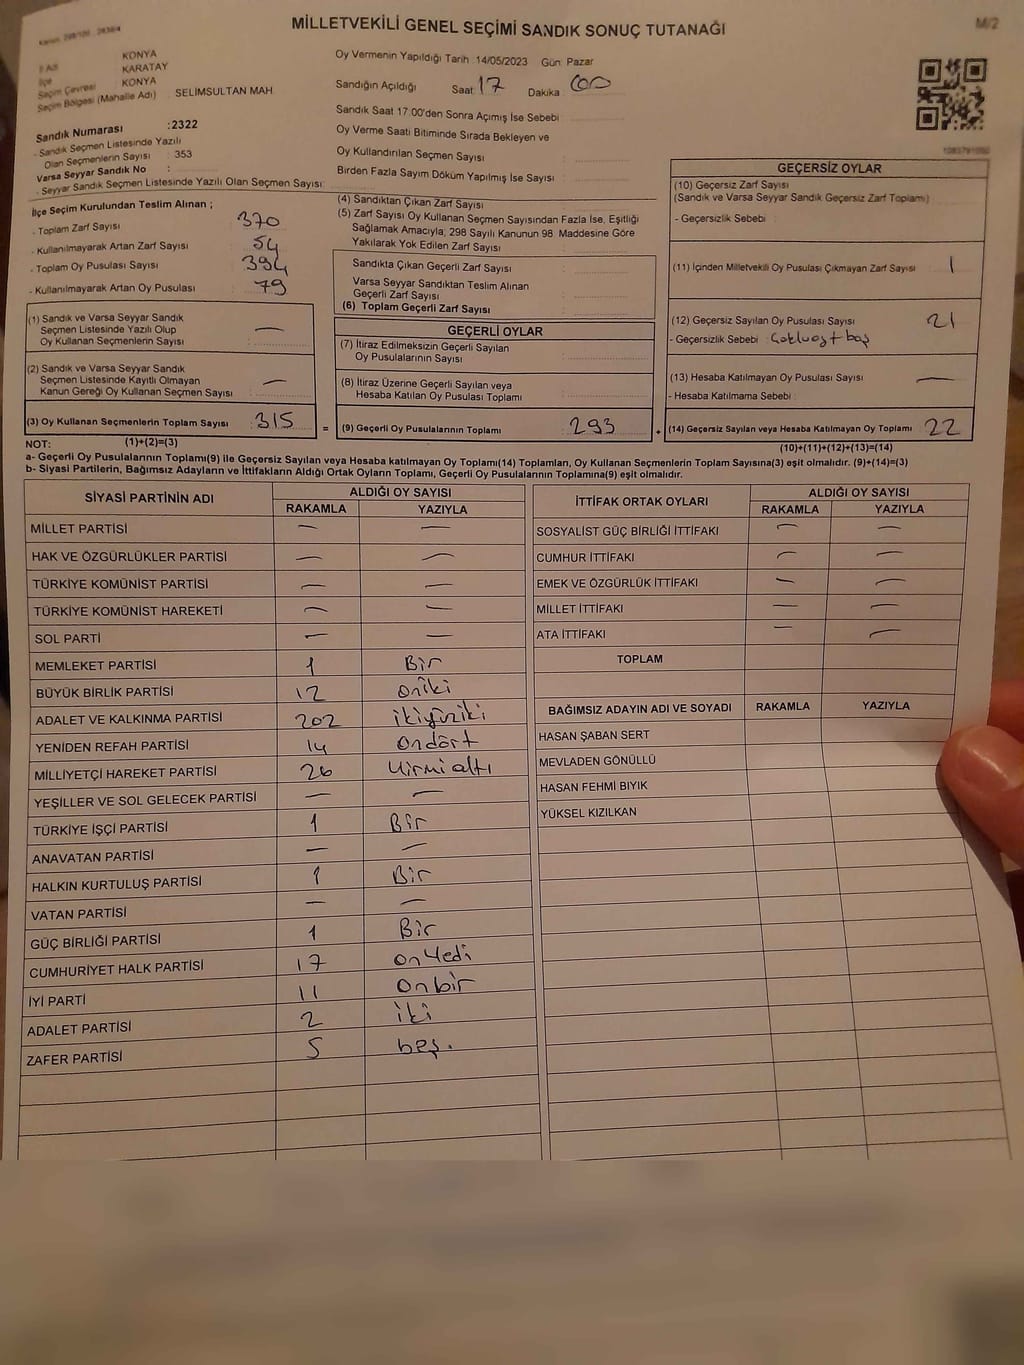 MİLLETVEKİLİ GENEL SEÇİMİ SANDIK SONUÇ TUTANAĞI
M/2
İl Adı : KONYA
İlçe : KARATAY
Seçim Çevresi : KONYA
Seçim Bölgesi (Mahalle Adı) : SELİMSULTAN MAH.
Sandık Numarası :2322
- Sandık Seçmen Listesinde Yazılı
Olan Seçmenlerin Sayısı : 353
Varsa Seyyar Sandık No :
- Seyyar Sandık Seçmen Listesinde Yazılı Olan Seçmen Sayısı:
Oy Vermenin Yapıldığı Tarih : 14/05/2023 Gün: Pazar
Sandığın Açıldığı Saat: 17 Dakika: 00
Sandık Saat 17:00'den Sonra Açımış İse Sebebi :
Oy Verme Saati Bitiminde Sırada Bekleyen ve
Oy Kullandırılan Seçmen Sayısı :
Birden Fazla Sayım Döküm Yapılmış İse Sayısı :
İlçe Seçim Kurulundan Teslim Alınan ;
- Toplam Zarf Sayısı : 370
- Kullanılmayarak Artan Zarf Sayısı : 54
- Toplam Oy Pusulası Sayısı : 394
- Kullanılmayarak Artan Oy Pusulası : 79
(1) Sandık ve Varsa Seyyar Sandık
Seçmen Listesinde Yazılı Olup
Oy Kullanan Seçmenlerin Sayısı : —
(2) Sandık ve Varsa Seyyar Sandık
Seçmen Listesinde Kayıtlı Olmayan
Kanun Gereği Oy Kullanan Seçmen Sayısı : —
(3) Oy Kullanan Seçmenlerin Toplam Sayısı : 315
(1)+(2)=(3)
(4) Sandıktan Çıkan Zarf Sayısı :
(5) Zarf Sayısı Oy Kullanan Seçmen Sayısından Fazla İse, Eşitliği
Sağlamak Amacıyla; 298 Sayılı Kanunun 98. Maddesine Göre
Yakılarak Yok Edilen Zarf Sayısı :
Sandıkta Çıkan Geçerli Zarf Sayısı :
Varsa Seyyar Sandıktan Teslim Alınan
Geçerli Zarf Sayısı :
(6) Toplam Geçerli Zarf Sayısı :
GEÇERLİ OYLAR
(7) İtiraz Edilmeksizin Geçerli Sayılan
Oy Pusulalarının Sayısı :
(8) İtiraz Üzerine Geçerli Sayılan veya
Hesaba Katılan Oy Pusulası Toplamı :
= (9) Geçerli Oy Pusulalarının Toplamı : 293
GEÇERSİZ OYLAR
(10) Geçersiz Zarf Sayısı
(Sandık ve Varsa Seyyar Sandık Geçersiz Zarf Toplamı)
- Geçersizlik Sebebi :
(11) İçinden Milletvekili Oy Pusulası Çıkmayan Zarf Sayısı : 1
(12) Geçersiz Sayılan Oy Pusulası Sayısı : 21
- Geçersizlik Sebebi :
(13) Hesaba Katılmayan Oy Pusulası Sayısı : —
- Hesaba Katılmama Sebebi :
+ (14) Geçersiz Sayılan veya Hesaba Katılmayan Oy Toplamı : 22
(10)+(11)+(12)+(13)=(14)
NOT:
a- Geçerli Oy Pusulalarının Toplamı(9) ile Geçersiz Sayılan veya Hesaba katılmayan Oy Toplamı(14) Toplamları, Oy Kullanan Seçmenlerin Toplam Sayısına(3) eşit olmalıdır. (9)+(14)=(3)
b- Siyasi Partilerin, Bağımsız Adayların ve İttifakların Aldığı Ortak Oyların Toplamı, Geçerli Oy Pusulalarının Toplamına(9) eşit olmalıdır.
SİYASİ PARTİNİN ADI ALDIĞI OY SAYISI
RAKAMLA YAZIYLA
MİLLET PARTİSİ — —
HAK VE ÖZGÜRLÜKLER PARTİSİ — —
TÜRKİYE KOMÜNİST PARTİSİ — —
TÜRKİYE KOMÜNİST HAREKETİ — —
SOL PARTİ — —
MEMLEKET PARTİSİ 1 Bir
BÜYÜK BİRLİK PARTİSİ 12 oniki
ADALET VE KALKINMA PARTİSİ 202 ikiyüziki
YENİDEN REFAH PARTİSİ 14 Ondört
MİLLİYETÇİ HAREKET PARTİSİ 26 Yirmialtı
YEŞİLLER VE SOL GELECEK PARTİSİ — —
TÜRKİYE İŞÇİ PARTİSİ 1 Bir
ANAVATAN PARTİSİ — —
HALKIN KURTULUŞ PARTİSİ 1 Bir
VATAN PARTİSİ — —
GÜÇ BİRLİĞİ PARTİSİ 1 Bir
CUMHURİYET HALK PARTİSİ 17 onyedi
İYİ PARTİ 11 Onbir
ADALET PARTİSİ 2 iki
ZAFER PARTİSİ 5 beş.
İTTİFAK ORTAK OYLARI ALDIĞI OY SAYISI
RAKAMLA YAZIYLA
SOSYALİST GÜÇ BİRLİĞİ İTTİFAKI — —
CUMHUR İTTİFAKI — —
EMEK VE ÖZGÜRLÜK İTTİFAKI — —
MİLLET İTTİFAKI — —
ATA İTTİFAKI — —
TOPLAM
BAĞIMSIZ ADAYIN ADI VE SOYADI RAKAMLA YAZIYLA
HASAN ŞABAN SERT
MEVLADEN GÖNÜLLÜ
HASAN FEHMİ BIYIK
YÜKSEL KIZILKAN